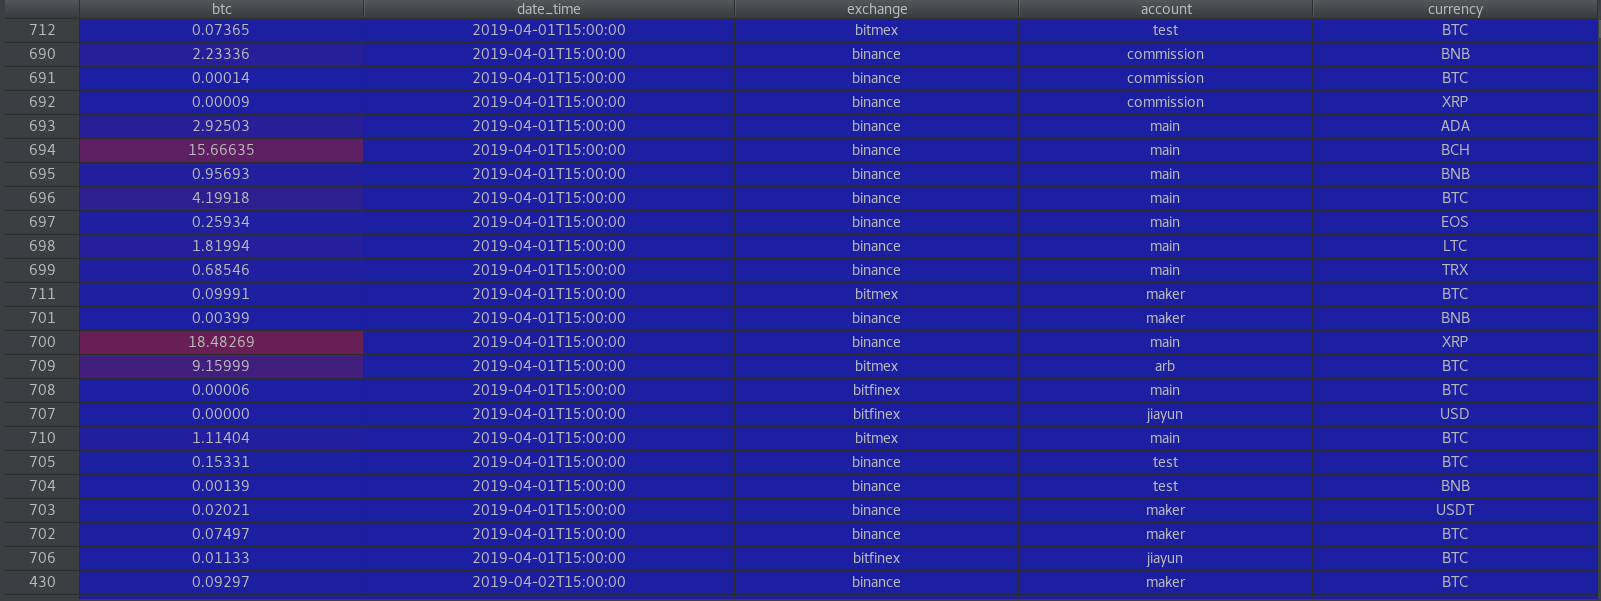 btc date_time exchange account currency
712 0.07365 2019-04-01T15:00:00 bitmex test BTC
690 2.23336 2019-04-01T15:00:00 binance commission BNB
691 0.00014 2019-04-01T15:00:00 binance commission BTC
692 0.00009 2019-04-01T15:00:00 binance commission XRP
693 2.92503 2019-04-01T15:00:00 binance main ADA
694 15.66635 2019-04-01T15:00:00 binance main BCH
695 0.95693 2019-04-01T15:00:00 binance main BNB
696 4.19918 2019-04-01T15:00:00 binance main BTC
697 0.25934 2019-04-01T15:00:00 binance main EOS
698 1.81994 2019-04-01T15:00:00 binance main LTC
699 0.68546 2019-04-01T15:00:00 binance main TRX
711 0.09991 2019-04-01T15:00:00 bitmex maker BTC
701 0.00399 2019-04-01T15:00:00 binance maker BNB
700 18.48269 2019-04-01T15:00:00 binance main XRP
709 9.15999 2019-04-01T15:00:00 bitmex arb BTC
708 0.00006 2019-04-01T15:00:00 bitfinex main BTC
707 0.00000 2019-04-01T15:00:00 bitfinex jiayun USD
710 1.11404 2019-04-01T15:00:00 bitmex main BTC
705 0.15331 2019-04-01T15:00:00 binance test BTC
704 0.00139 2019-04-01T15:00:00 binance test BNB
703 0.02021 2019-04-01T15:00:00 binance maker USDT
702 0.07497 2019-04-01T15:00:00 binance maker BTC
706 0.01133 2019-04-01T15:00:00 bitfinex jiayun BTC
430 0.09297 2019-04-02T15:00:00 binance maker BTC